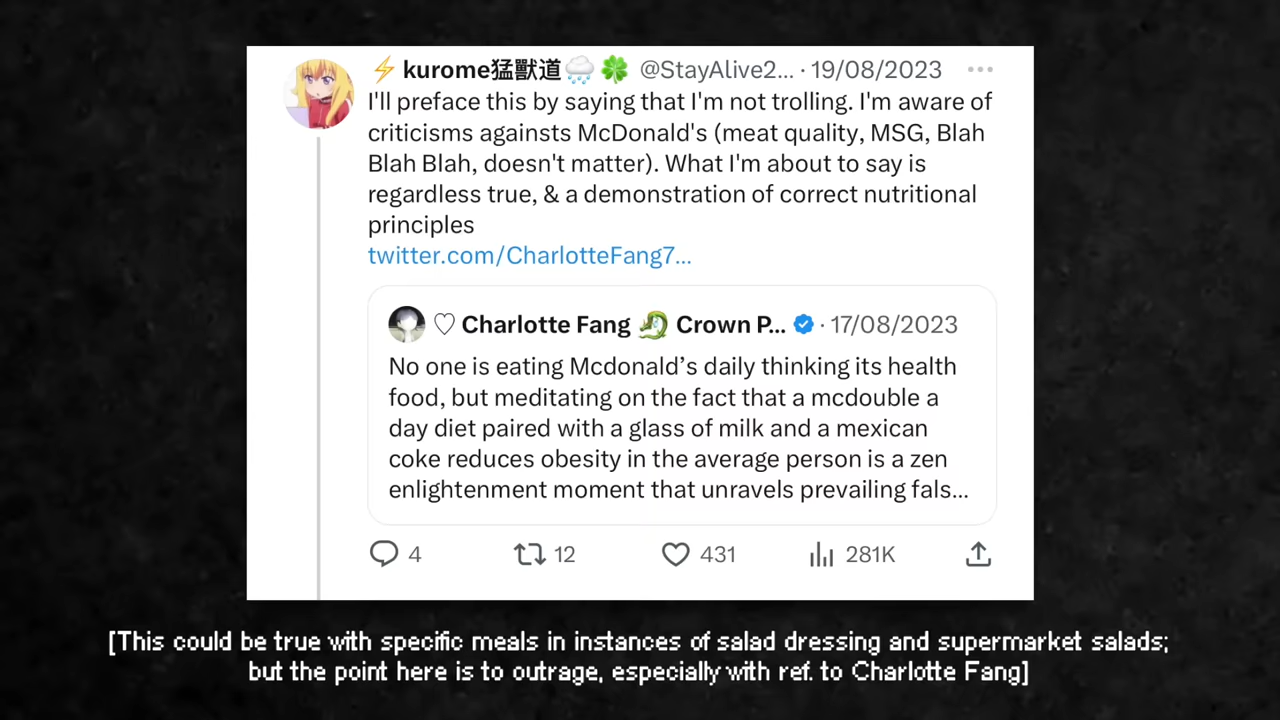 ⚡ kurome猛獸道🌧️🍀 @StayAlive2... · 19/08/2023 ···
I'll preface this by saying that I'm not trolling. I'm aware of
criticisms againsts McDonald's (meat quality, MSG, Blah
Blah Blah, doesn't matter). What I'm about to say is
regardless true, & a demonstration of correct nutritional
principles
twitter.com/CharlotteFang7...
♡ Charlotte Fang 🐉 Crown P... · 17/08/2023
No one is eating Mcdonald’s daily thinking its health
food, but meditating on the fact that a mcdouble a
day diet paired with a glass of milk and a mexican
coke reduces obesity in the average person is a zen
enlightenment moment that unravels prevailing fals...
4 12 431 281K
[This could be true with specific meals in instances of salad dressing and supermarket salads;
but the point here is to outrage, especially with ref. to Charlotte Fang]